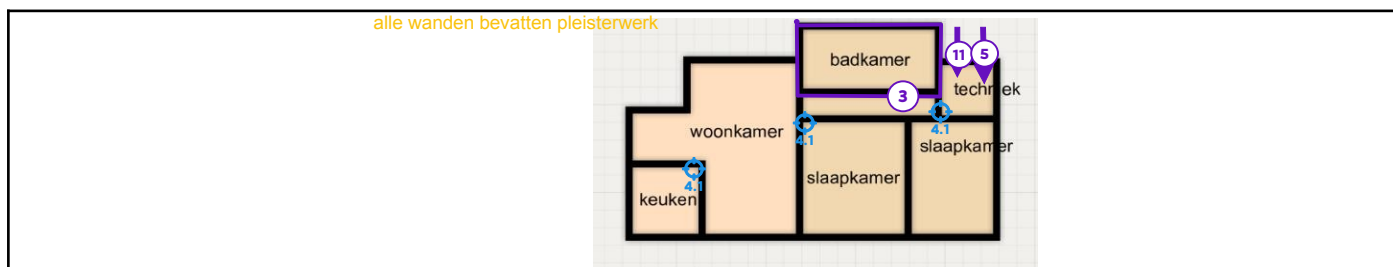 alle wanden bevatten pleisterwerk
badkamer
11
5
techniek
3
woonkamer
4.1
4.1
slaapkamer
slaapkamer
4.1
keuken